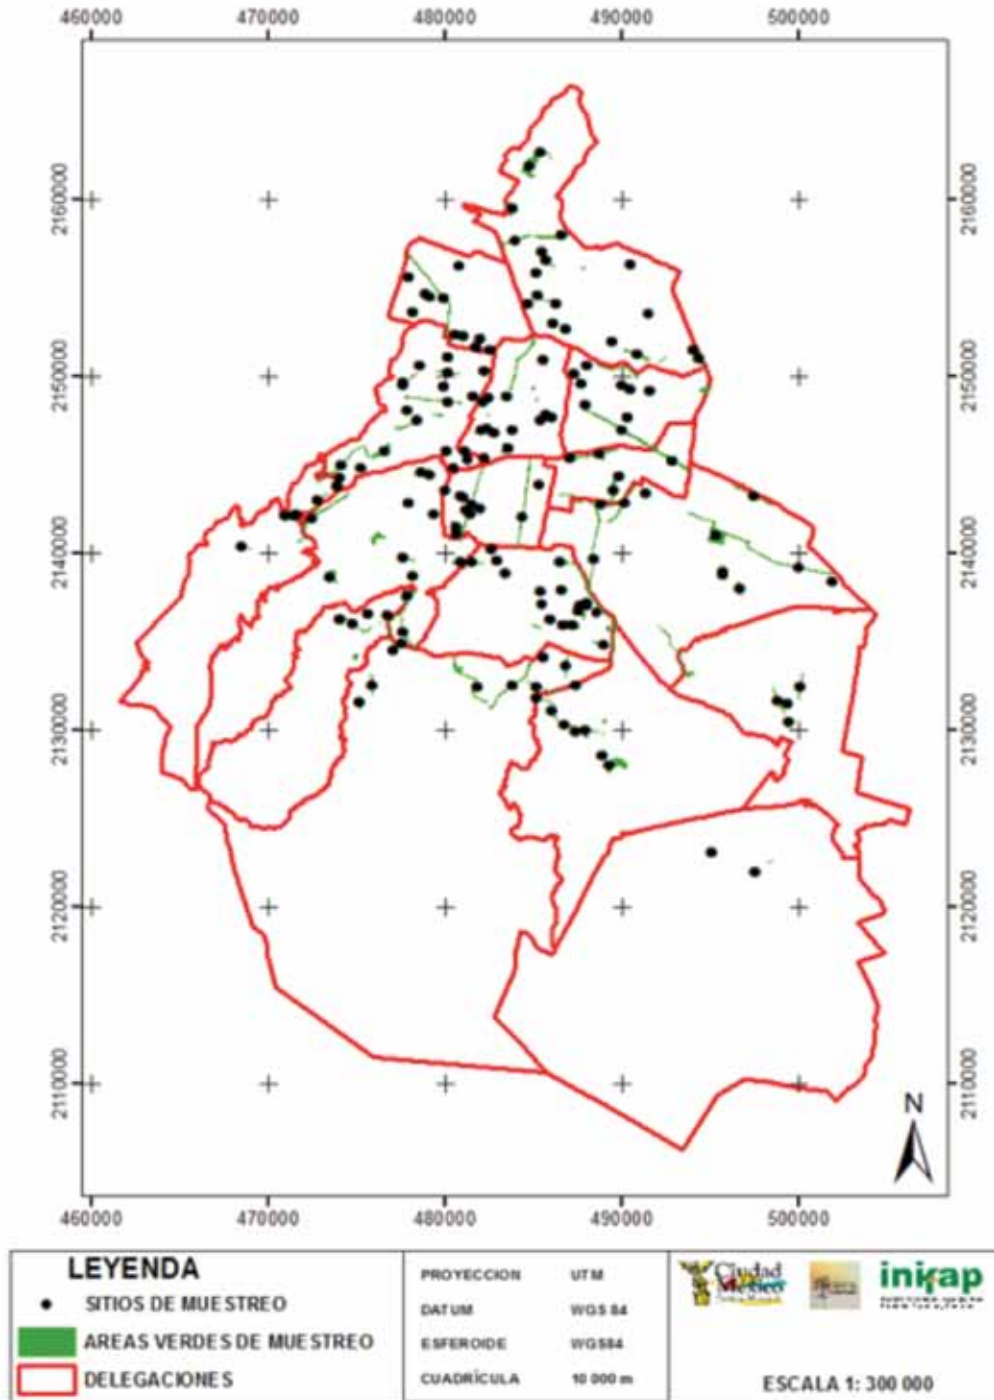 460000 470000 480000 490000 500000
2160000 2160000
2150000 2150000
2140000 2140000
2130000 2130000
2120000 2120000
2110000 2110000
N
460000 470000 480000 490000 500000
LEYENDA
SITIOS DE MUESTREO
AREAS VERDES DE MUESTREO
DELEGACIONES
PROYECCION UTM
DATUM WGS 84
ESFEROIDE WGS84
CUADRÍCULA 10 000 m
Ciudad
México
inifap
ESCALA 1: 300 000